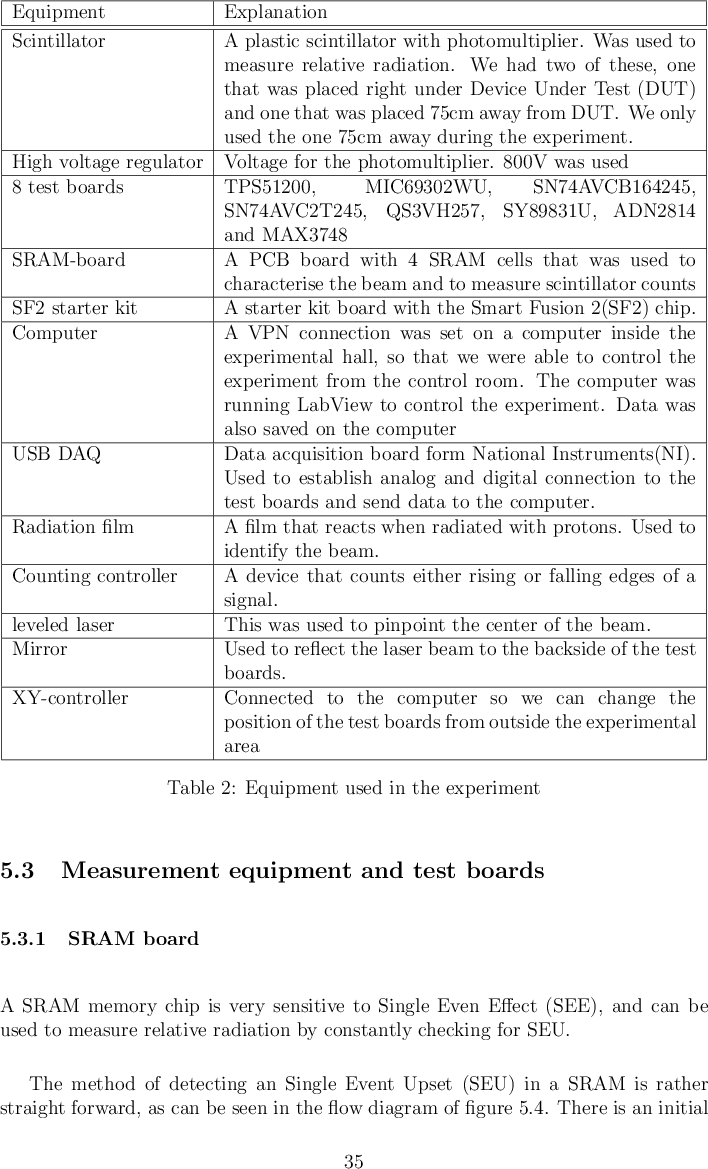 Equipment Explanation
Scintillator A plastic scintillator with photomultiplier. Was used to
measure relative radiation. We had two of these, one
that was placed right under Device Under Test (DUT)
and one that was placed 75cm away from DUT. We only
used the one 75cm away during the experiment.
High voltage regulator Voltage for the photomultiplier. 800V was used
8 test boards TPS51200, MIC69302WU, SN74AVCB164245,
SN74AVC2T245, QS3VH257, SY89831U, ADN2814
and MAX3748
SRAM-board A PCB board with 4 SRAM cells that was used to
characterise the beam and to measure scintillator counts
SF2 starter kit A starter kit board with the Smart Fusion 2(SF2) chip.
Computer A VPN connection was set on a computer inside the
experimental hall, so that we were able to control the
experiment from the control room. The computer was
running LabView to control the experiment. Data was
also saved on the computer
USB DAQ Data acquisition board form National Instruments(NI).
Used to establish analog and digital connection to the
test boards and send data to the computer.
Radiation film A film that reacts when radiated with protons. Used to
identify the beam.
Counting controller A device that counts either rising or falling edges of a
signal.
leveled laser This was used to pinpoint the center of the beam.
Mirror Used to reflect the laser beam to the backside of the test
boards.
XY-controller Connected to the computer so we can change the
position of the test boards from outside the experimental
area
Table 2: Equipment used in the experiment
5.3 Measurement equipment and test boards
5.3.1 SRAM board
A SRAM memory chip is very sensitive to Single Even Effect (SEE), and can be
used to measure relative radiation by constantly checking for SEU.
The method of detecting an Single Event Upset (SEU) in a SRAM is rather
straight forward, as can be seen in the flow diagram of figure 5.4. There is an initial
35